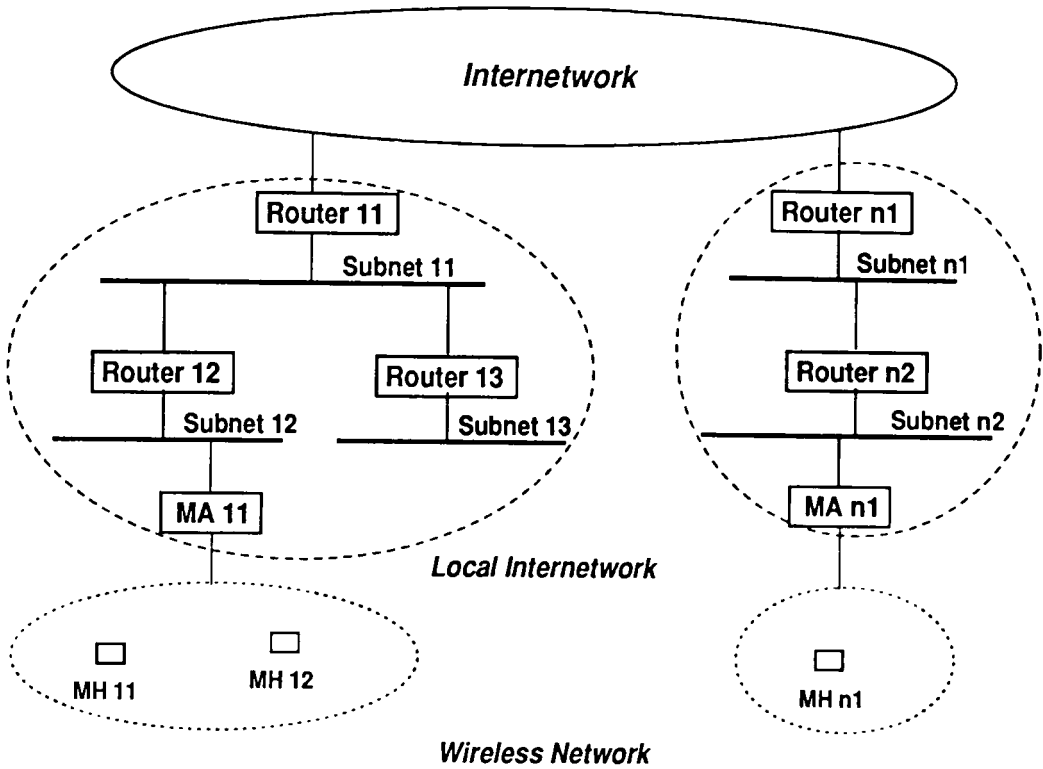 Internetwork
Router 11
Router n1
Subnet 11
Subnet n1
Router 12
Router 13
Router n2
Subnet 12
Subnet 13
Subnet n2
MA 11
MA n1
Local Internetwork
MH 11
MH 12
MH n1
Wireless Network